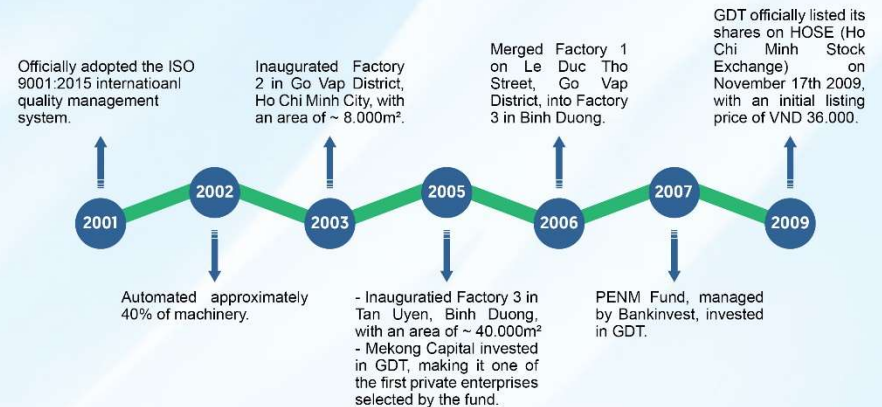 Officially adopted the ISO
9001:2015 internatioanl
quality management
system.
Inaugurated Factory
2 in Go Vap District,
Ho Chi Minh City, with
an area of ~ 8.000m².
Merged Factory 1
on Le Duc Tho
Street, Go Vap
District, into Factory
3 in Binh Duong.
GDT officially listed its
shares on HOSE (Ho
Chi Minh Stock
Exchange) on
November 17th 2009,
with an initial listing
price of VND 36.000.
2001
2002
2003
2005
2006
2007
2009
Automated approximately
40% of machinery.
- Inauguratied Factory 3 in
Tan Uyen, Binh Duong,
with an area of ~ 40.000m²
- Mekong Capital invested
in GDT, making it one of
the first private enterprises
selected by the fund.
PENM Fund, managed
by Bankinvest, invested
in GDT.